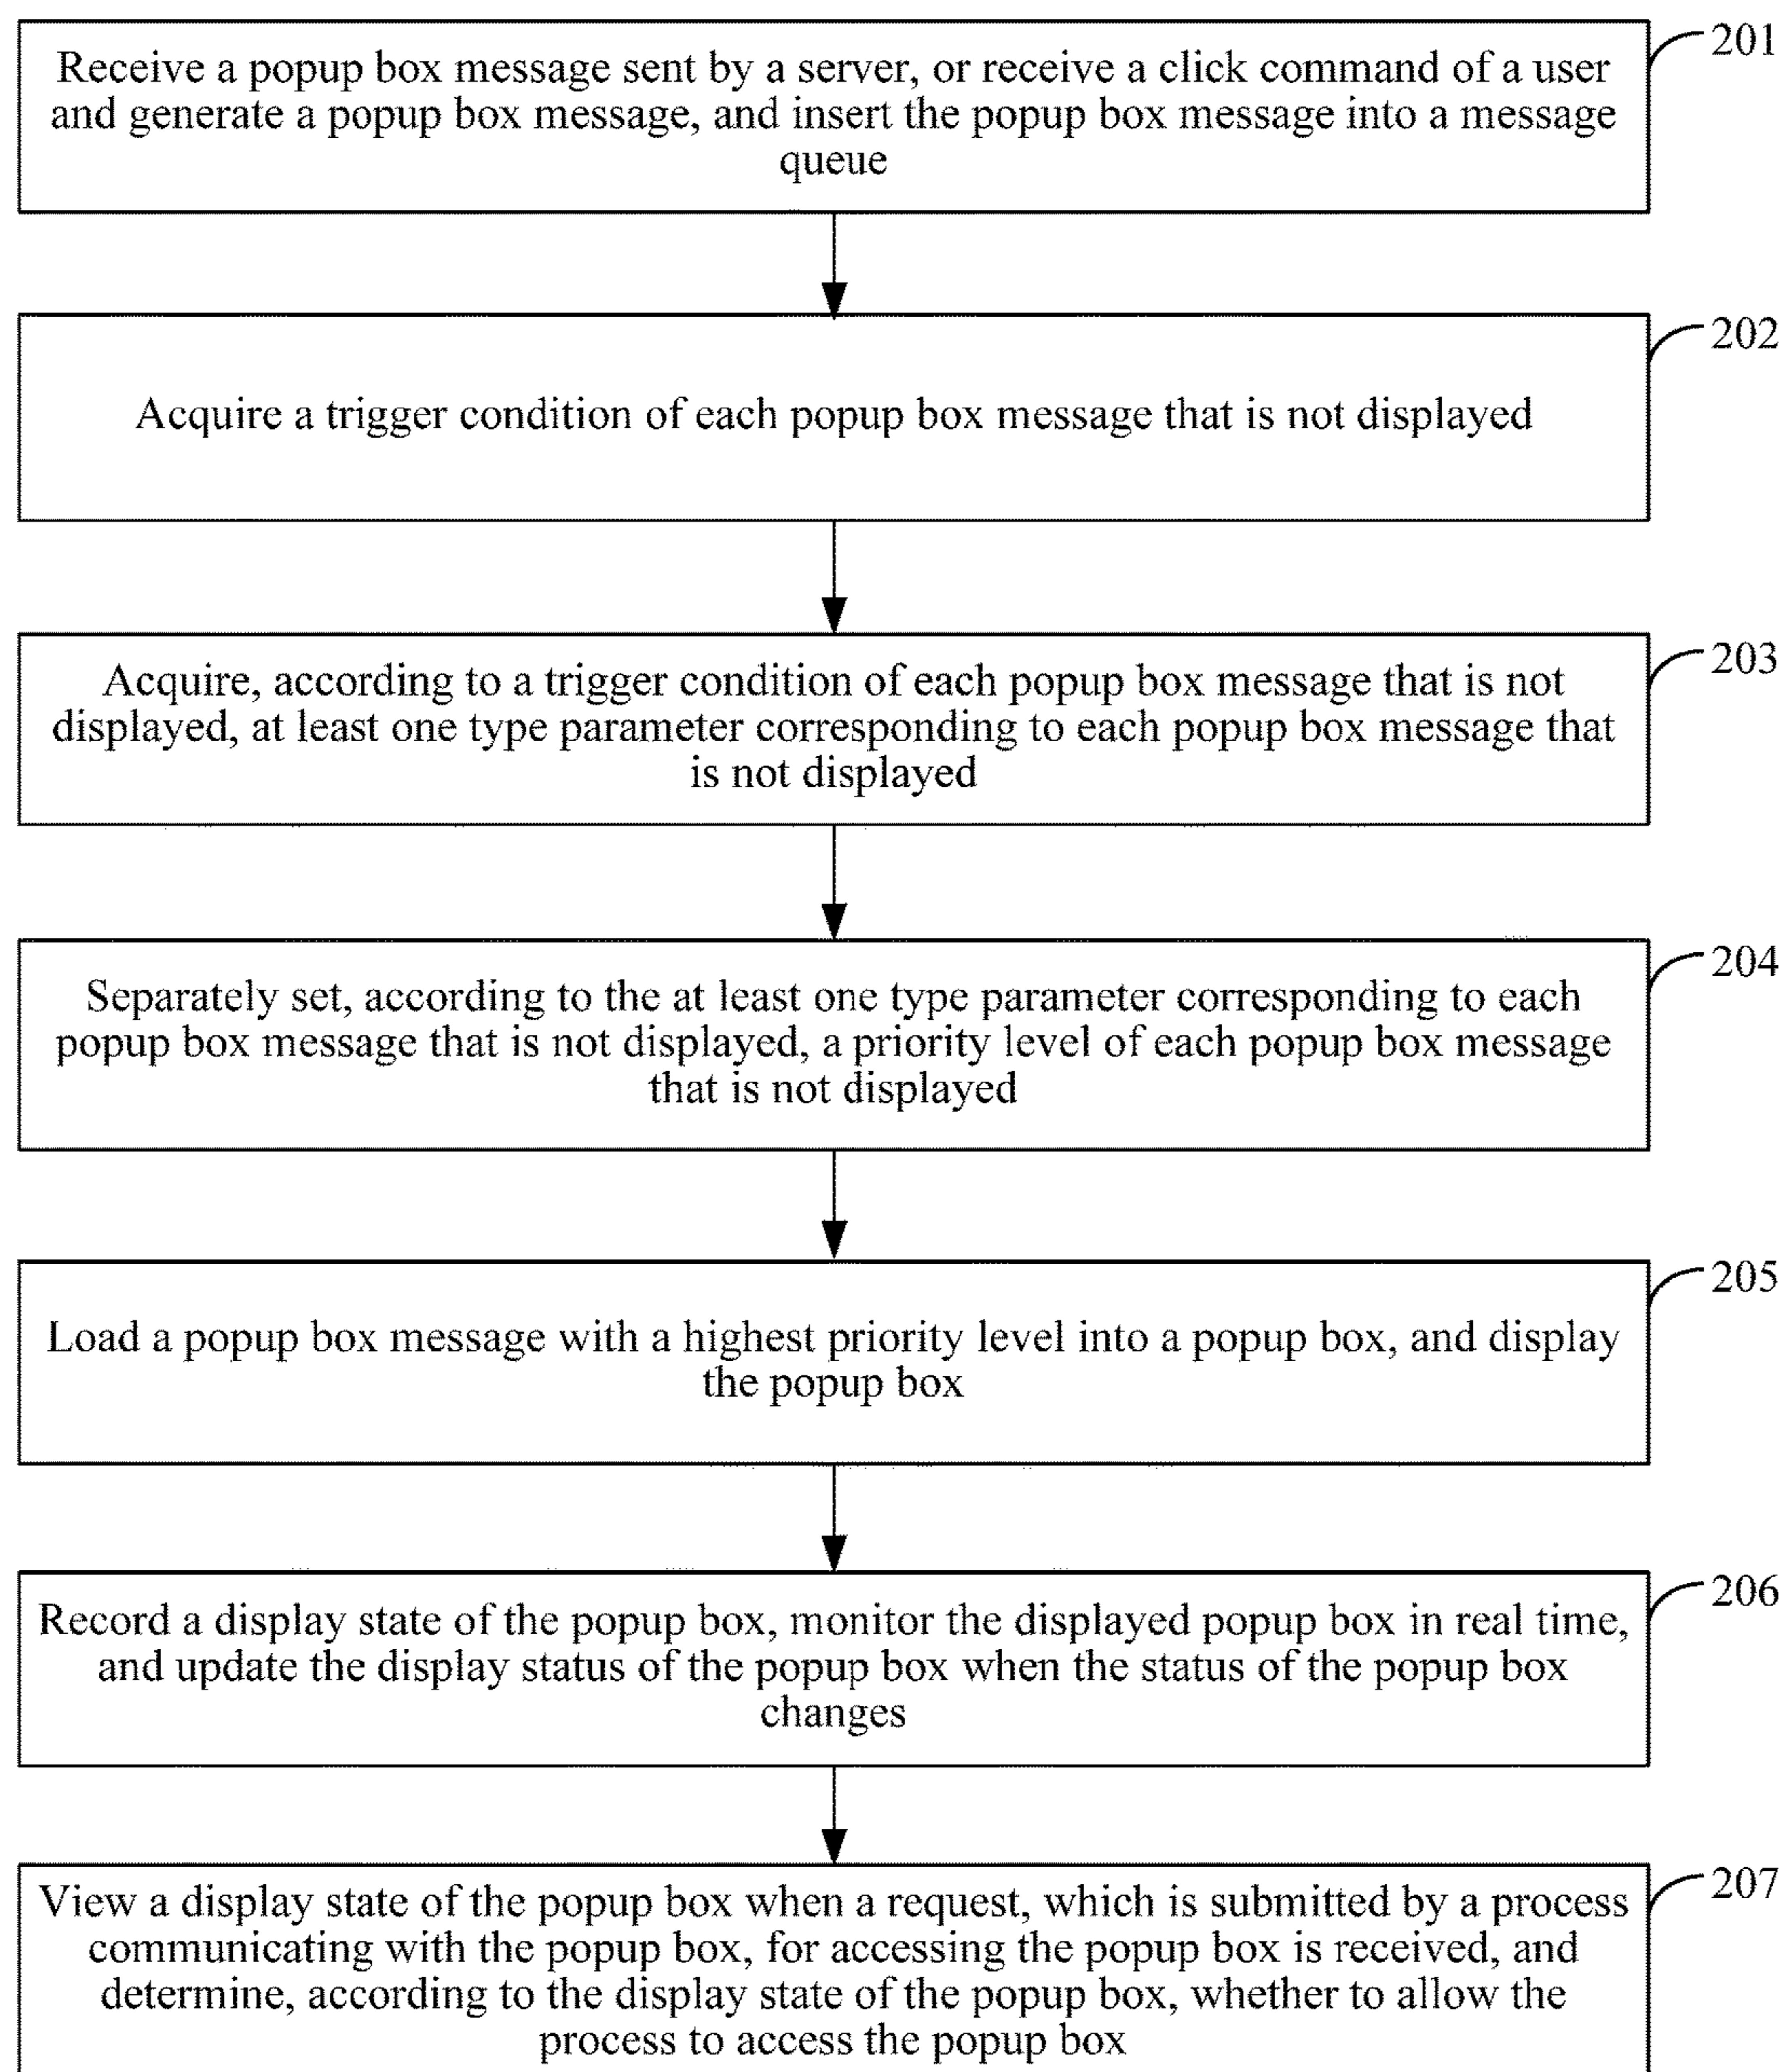 201
Receive a popup box message sent by a server, or receive a click command of a user
and generate a popup box message, and insert the popup box message into a message
queue
202
Acquire a trigger condition of each popup box message that is not displayed
203
Acquire, according to a trigger condition of each popup box message that is not
displayed, at least one type parameter corresponding to each popup box message that
is not displayed
204
Separately set, according to the at least one type parameter corresponding to each
popup box message that is not displayed, a priority level of each popup box message
that is not displayed
205
Load a popup box message with a highest priority level into a popup box, and display
the popup box
206
Record a display state of the popup box, monitor the displayed popup box in real time,
and update the display status of the popup box when the status of the popup box
changes
207
View a display state of the popup box when a request, which is submitted by a process
communicating with the popup box, for accessing the popup box is received, and
determine, according to the display state of the popup box, whether to allow the
process to access the popup box